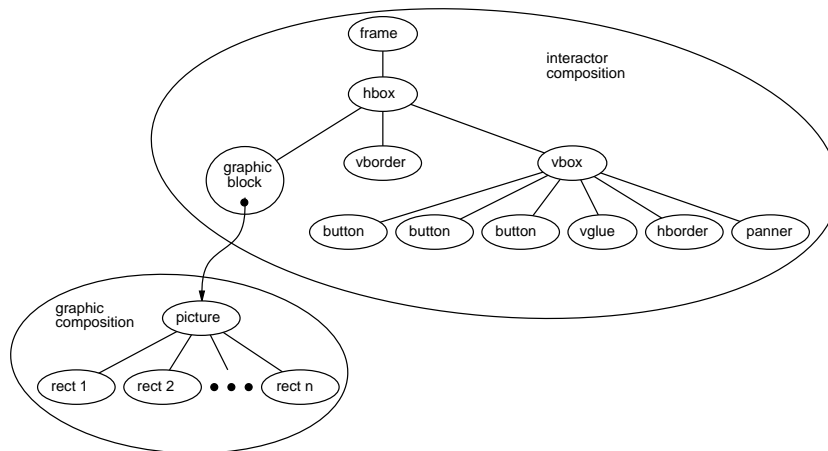 frame
interactor
composition
hbox
graphic
block
vborder
vbox
button
button
button
vglue
hborder
panner
graphic
composition
picture
rect 1
rect 2
rect n